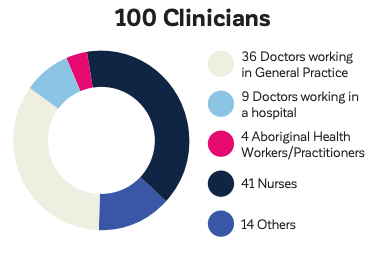 100 Clinicians
36 Doctors working
in General Practice
9 Doctors working in
a hospital
4 Aboriginal Health
Workers/Practitioners
41 Nurses
14 Others